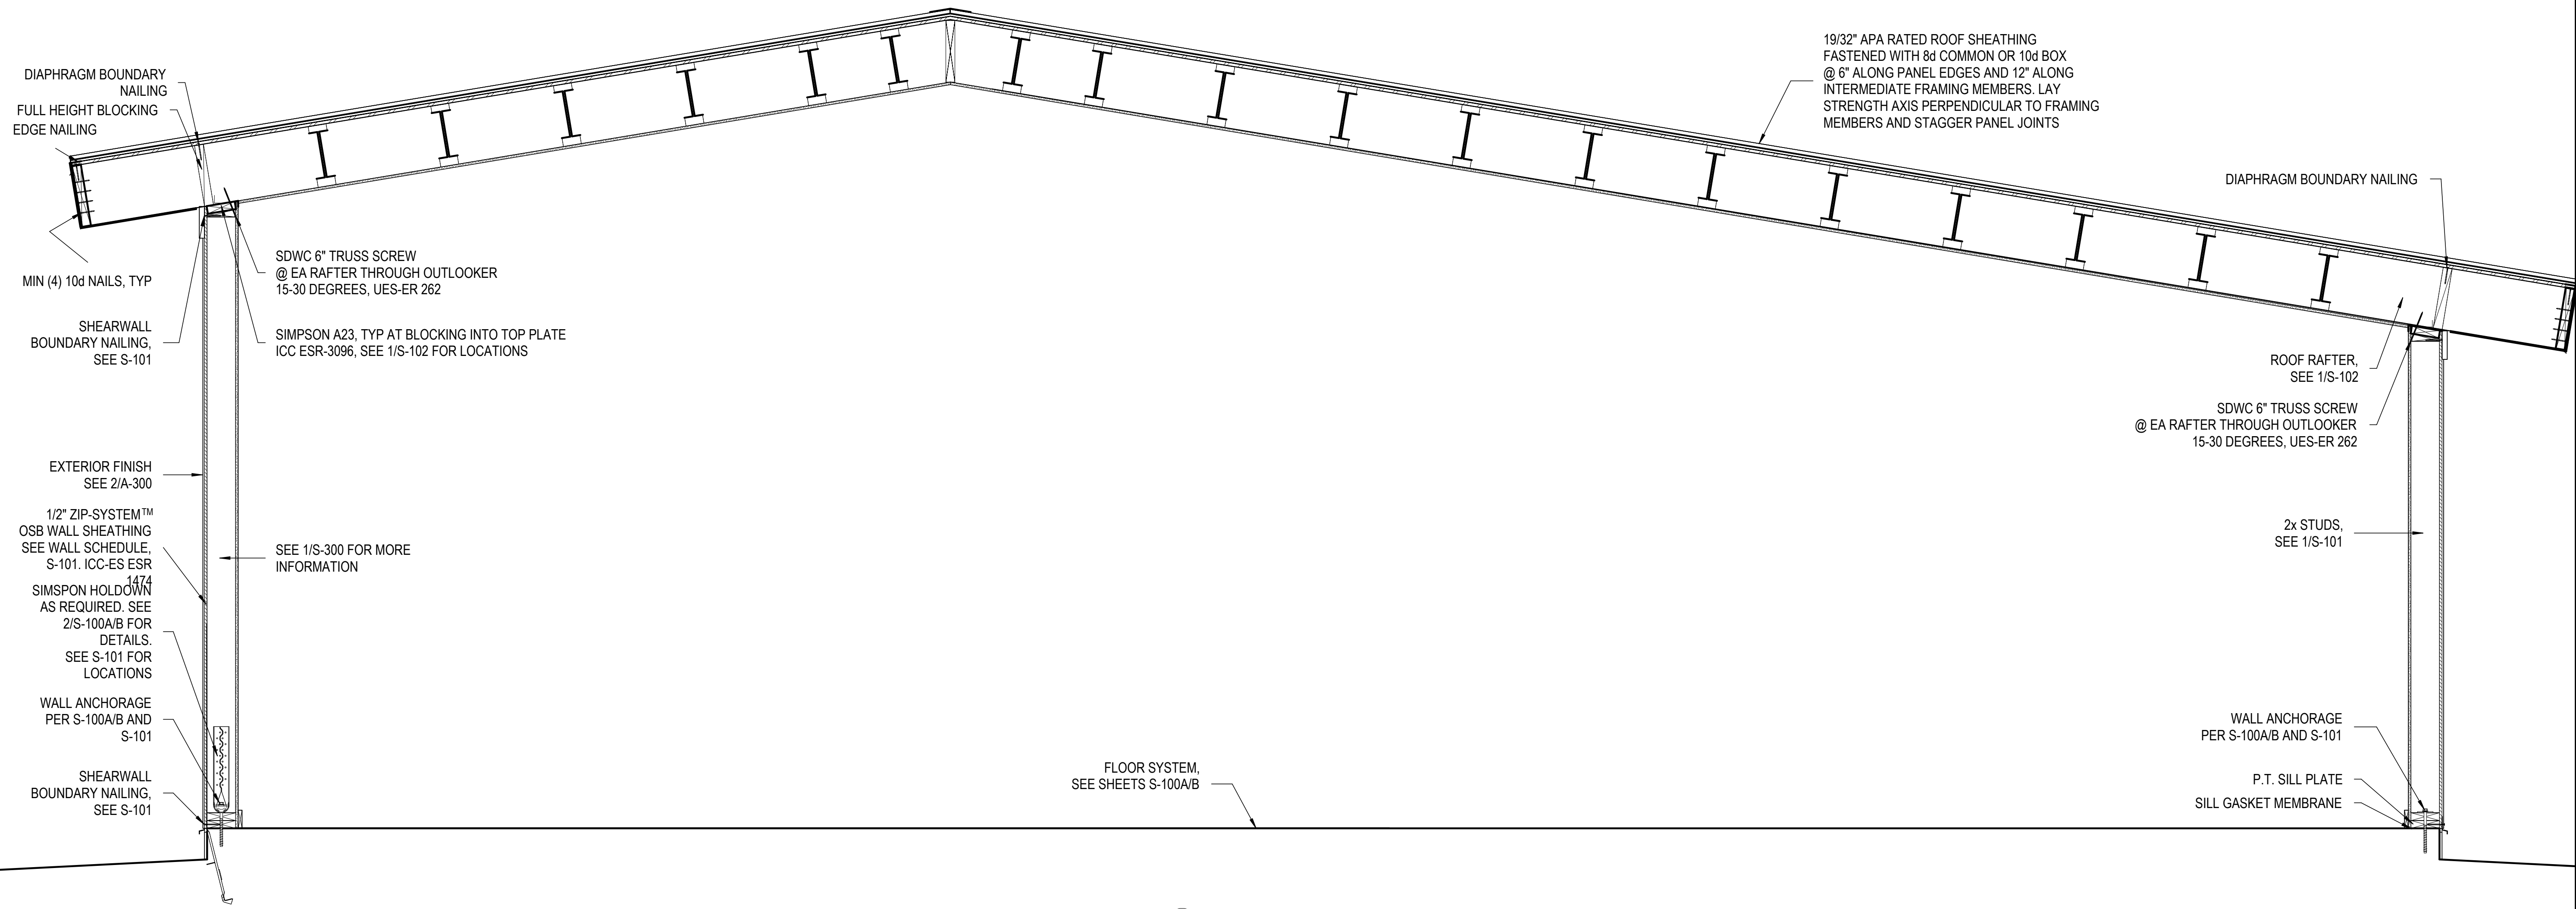 DIAPHRAGM BOUNDARY
NAILING
FULL HEIGHT BLOCKING
EDGE NAILING
MIN (4) 10d NAILS, TYP
SHEARWALL
BOUNDARY NAILING,
SEE S-101
EXTERIOR FINISH
SEE 2/A-300
1/2" ZIP-SYSTEM™
OSB WALL SHEATHING
SEE WALL SCHEDULE,
S-101. ICC-ES ESR
1474
SIMSPON HOLDOWN
AS REQUIRED. SEE
2/S-100A/B FOR
DETAILS.
SEE S-101 FOR
LOCATIONS
WALL ANCHORAGE
PER S-100A/B AND
S-101
SHEARWALL
BOUNDARY NAILING,
SEE S-101
SDWC 6" TRUSS SCREW
@ EA RAFTER THROUGH OUTLOOKER
15-30 DEGREES, UES-ER 262
SIMPSON A23, TYP AT BLOCKING INTO TOP PLATE
ICC ESR-3096, SEE 1/S-102 FOR LOCATIONS
SEE 1/S-300 FOR MORE
INFORMATION
FLOOR SYSTEM,
SEE SHEETS S-100A/B
19/32" APA RATED ROOF SHEATHING
FASTENED WITH 8d COMMON OR 10d BOX
@ 6" ALONG PANEL EDGES AND 12" ALONG
INTERMEDIATE FRAMING MEMBERS. LAY
STRENGTH AXIS PERPENDICULAR TO FRAMING
MEMBERS AND STAGGER PANEL JOINTS
DIAPHRAGM BOUNDARY NAILING
ROOF RAFTER,
SEE 1/S-102
SDWC 6" TRUSS SCREW
@ EA RAFTER THROUGH OUTLOOKER
15-30 DEGREES, UES-ER 262
2x STUDS,
SEE 1/S-101
WALL ANCHORAGE
PER S-100A/B AND S-101
P.T. SILL PLATE
SILL GASKET MEMBRANE